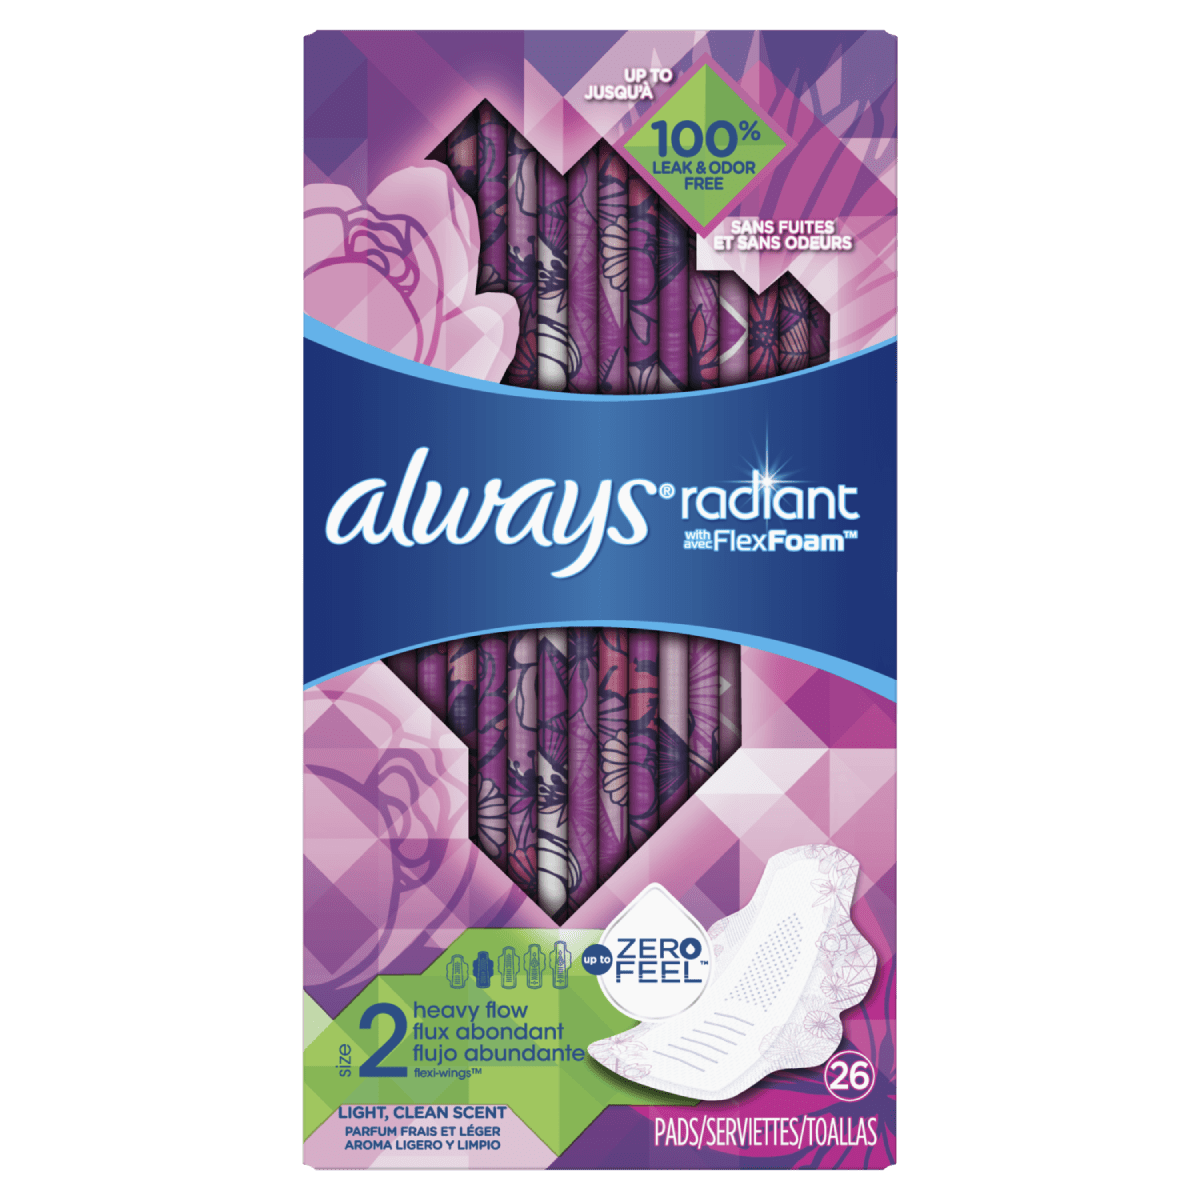 UP TO
JUSQU'À
100%
LEAK & ODOR
FREE
SANS FUITES
ET SANS ODEURS
always® radiant
with
avec FlexFoam™
up to
ZERO
FEEL™
size 2
heavy flow
flux abondant
flujo abundante
flexi-wings™
LIGHT, CLEAN SCENT
PARFUM FRAIS ET LÉGER
AROMA LIGERO Y LIMPIO
26
PADS/SERVIETTES/TOALLAS